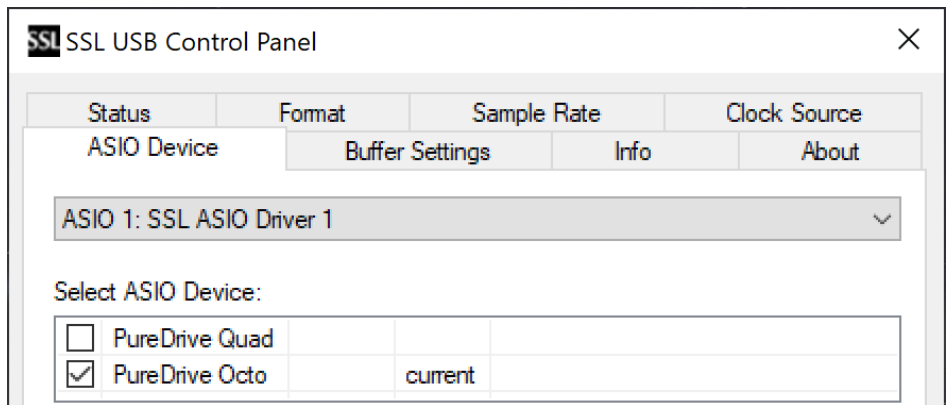 SSL SSL USB Control Panel
Status Format Sample Rate Clock Source
ASIO Device Buffer Settings Info About
ASIO 1: SSL ASIO Driver 1
Select ASIO Device:
PureDrive Quad
PureDrive Octo current